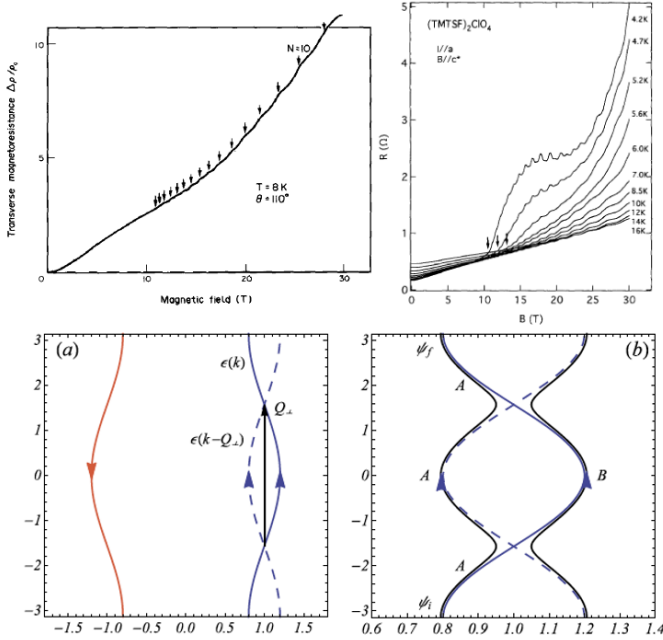 Transverse magnetoresistance Δρ/ρ₀
10
5
0
N=10
T = 8 K
θ = 110°
0
10
20
30
Magnetic field (T)
(TMTSF)₂ClO₄
I//a
B//c*
R (Ω)
5
4
3
2
1
0
4.2K
4.7K
5.2K
5.6K
6.0K
7.0K
8.5K
10K
12K
14K
16K
0
5
10
15
20
25
30
B (T)
(a)
ϵ(k)
Q⊥
ϵ(k−Q⊥)
3
2
1
0
−1
−2
−3
−1.5
−1.0
−0.5
0.0
0.5
1.0
1.5
(b)
ψf
A
A
B
A
ψi
3
2
1
0
−1
−2
−3
0.6
0.7
0.8
0.9
1.0
1.1
1.2
1.3
1.4